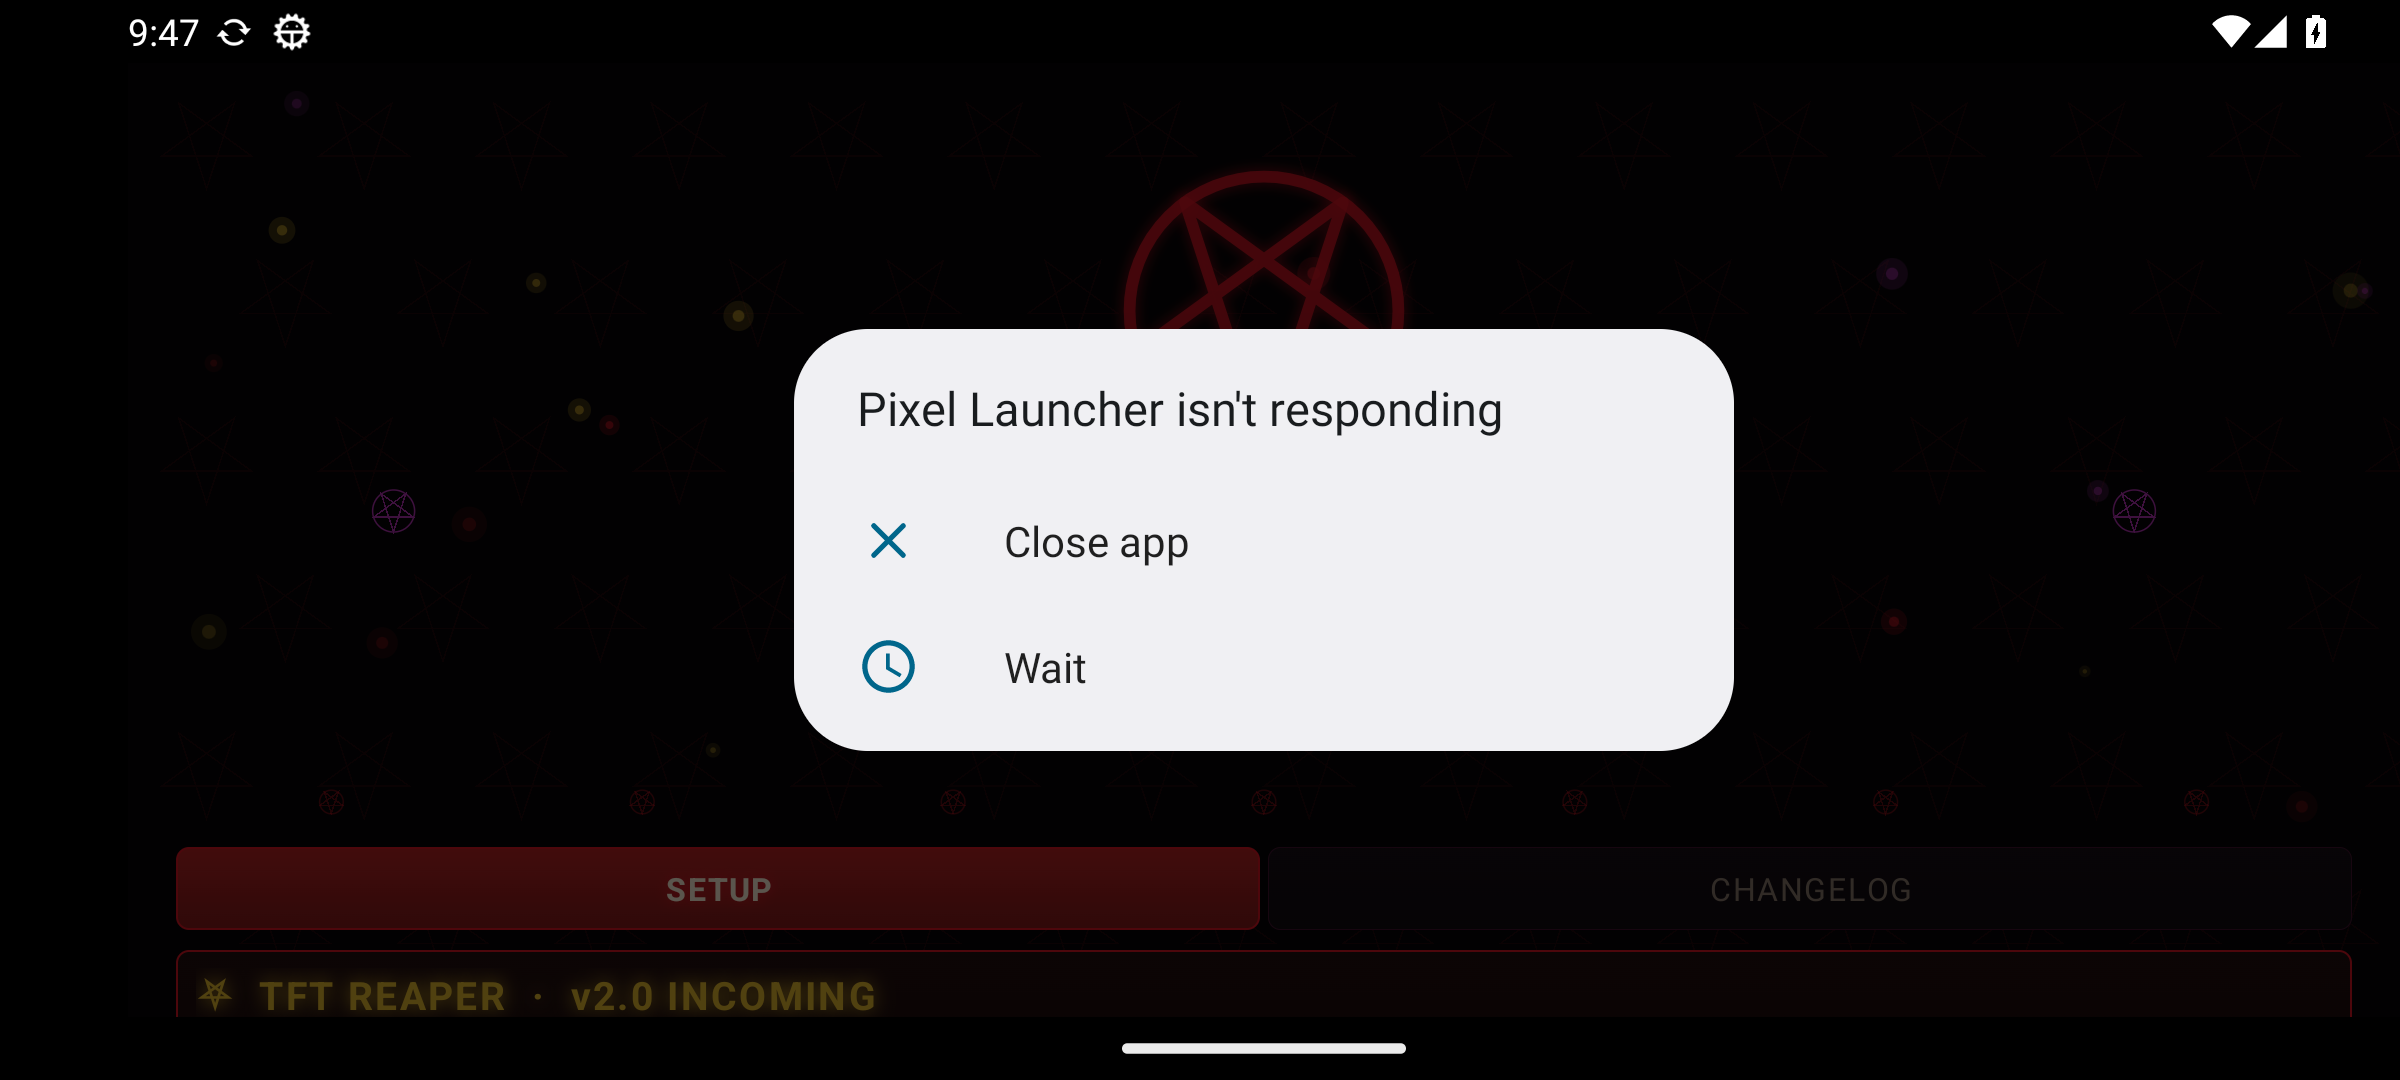 9:47
Pixel Launcher isn't responding
Close app
Wait
SETUP
CHANGELOG
TFT REAPER · v2.0 INCOMING